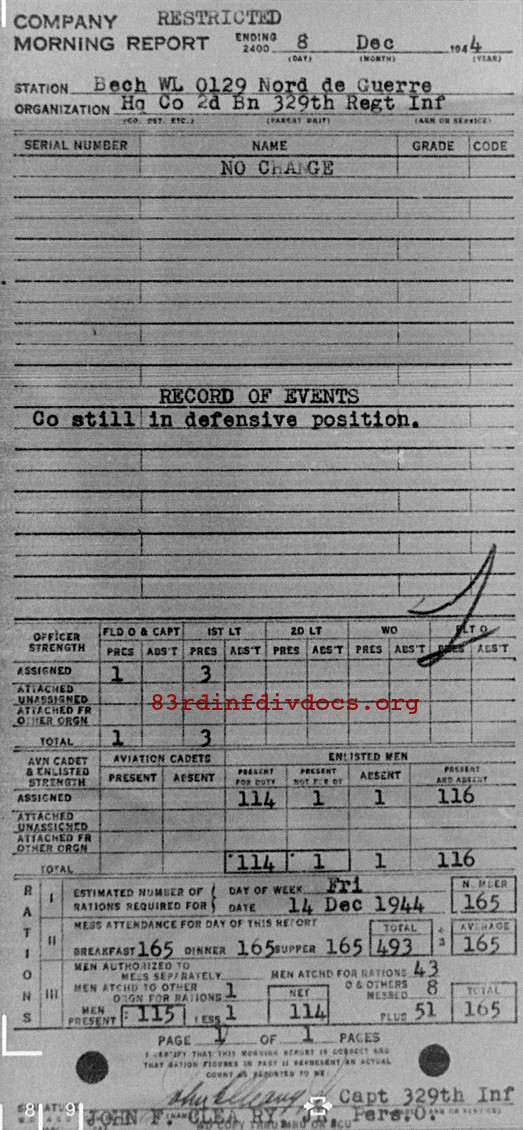 COMPANY RESTRICTED
MORNING REPORT ENDING 2400 8 Dec 1944
(DAY) (MONTH) (YEAR)
STATION Bech WL 0129 Nord de Guerre
ORGANIZATION Hq Co 2d Bn 329th Regt Inf
(CO. DET. ETC.) (PARENT UNIT) (ARM OR SERVICE)
SERIAL NUMBER NAME GRADE CODE
NO CHANGE
RECORD OF EVENTS
Co still in defensive position.
OFFICER STRENGTH FLD O & CAPT 1ST LT 2D LT WO FLT O
PRES ABS'T PRES ABS'T PRES ABS'T PRES ABS'T PRES ABS'T
ASSIGNED 1 3
ATTACHED UNASSIGNED
83rdinfdivdocs.org
ATTACHED FR OTHER ORGN
TOTAL 1 3
AVN CADET & ENLISTED STRENGTH AVIATION CADETS ENLISTED MEN
PRESENT ABSENT PRESENT FOR DUTY PRESENT NOT FOR DY ABSENT PRESENT AND ABSENT
ASSIGNED 114 1 1 116
ATTACHED UNASSIGNED
ATTACHED FR OTHER ORGN
TOTAL 114 1 1 116
RATIONS
I ESTIMATED NUMBER OF RATIONS REQUIRED FOR DAY OF WEEK Fri NUMBER
DATE 14 Dec 1944 165
II MESS ATTENDANCE FOR DAY OF THIS REPORT TOTAL ÷ 3 AVERAGE
BREAKFAST 165 DINNER 165 SUPPER 165 493 165
III MEN AUTHORIZED TO MESS SEPARATELY MEN ATCHD FOR RATIONS 43
MEN ATCHD TO OTHER ORGN FOR RATIONS 1 NET O & OTHERS MESSED 8 TOTAL
MEN PRESENT 115 LESS 1 114 PLUS 51 165
PAGE 1 OF 1 PAGES
I CERTIFY THAT THIS MORNING REPORT IS CORRECT AND
THAT RATION FIGURES IN PART II REPRESENT AN ACTUAL
COUNT AS REPORTED TO ME:
Capt 329th Inf
JOHN F. CLEARY, Pers.O.
8 9